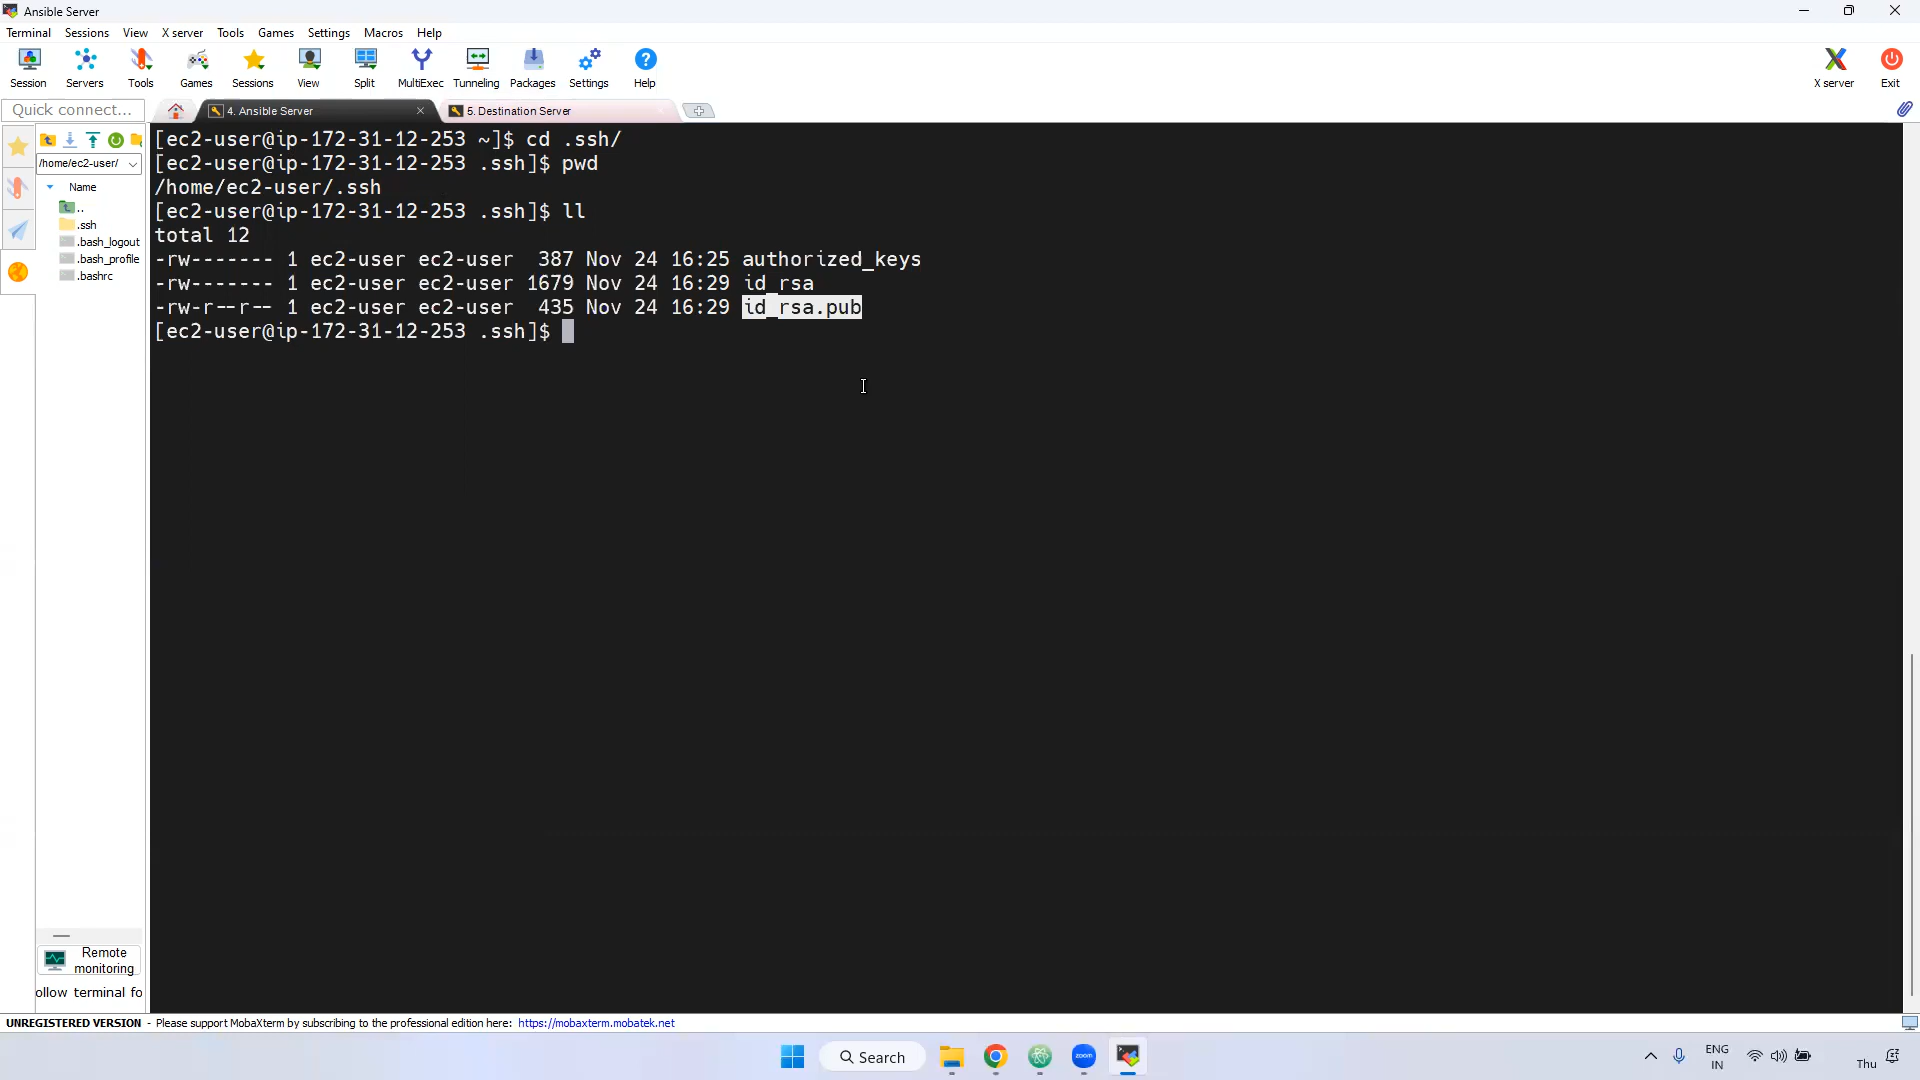 Ansible Server
Terminal Sessions View X server Tools Games Settings Macros Help
Session Servers Tools Games Sessions View Split MultiExec Tunneling Packages Settings Help X server Exit
Quick connect... 4. Ansible Server 5. Destination Server
/home/ec2-user/
Name
..
.ssh
.bash_logout
.bash_profile
.bashrc
[ec2-user@ip-172-31-12-253 ~]$ cd .ssh/
[ec2-user@ip-172-31-12-253 .ssh]$ pwd
/home/ec2-user/.ssh
[ec2-user@ip-172-31-12-253 .ssh]$ ll
total 12
-rw------- 1 ec2-user ec2-user  387 Nov 24 16:25 authorized_keys
-rw------- 1 ec2-user ec2-user 1679 Nov 24 16:29 id_rsa
-rw-r--r-- 1 ec2-user ec2-user  435 Nov 24 16:29 id_rsa.pub
[ec2-user@ip-172-31-12-253 .ssh]$
Remote
monitoring
ollow terminal fo
UNREGISTERED VERSION - Please support MobaXterm by subscribing to the professional edition here: https://mobaxterm.mobatek.net
Search
zoom
ENG
IN
Thu